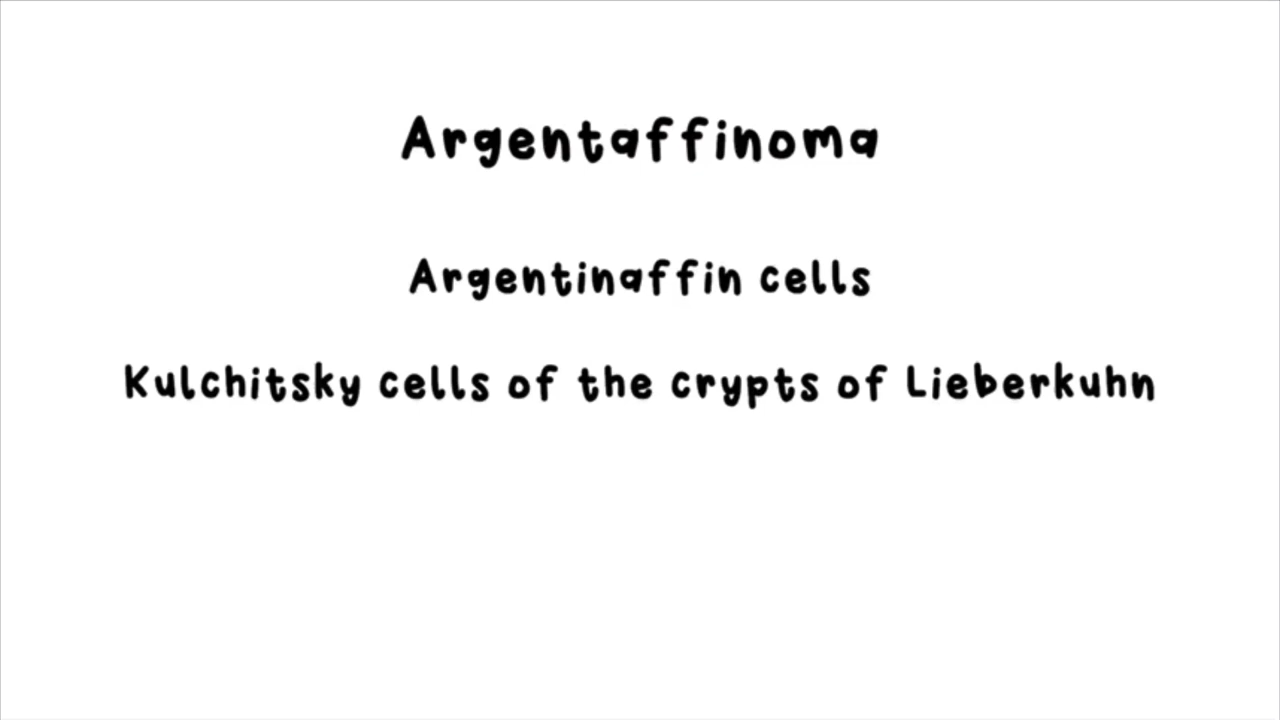 Argentaffinoma
Argentinaffin cells
Kulchitsky cells of the crypts of Lieberkuhn